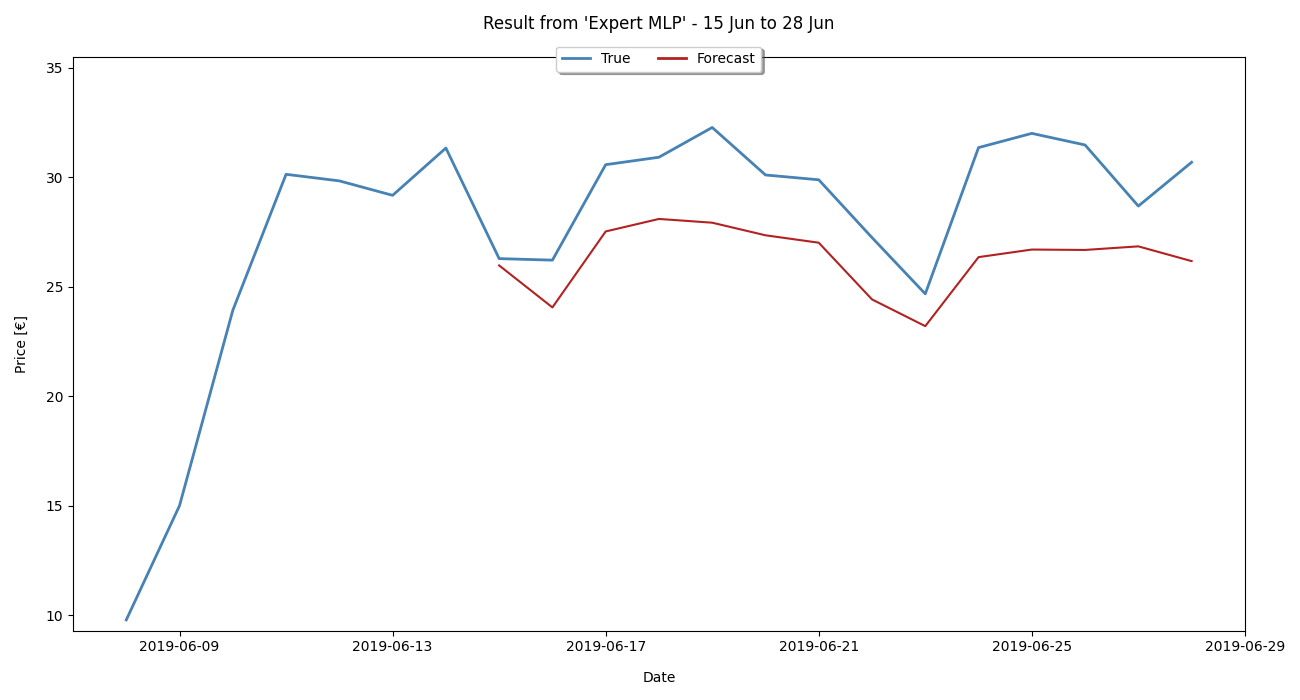 Result from 'Expert MLP' - 15 Jun to 28 Jun
True Forecast
35
30
25
20
15
10
Price [€]
2019-06-09 2019-06-13 2019-06-17 2019-06-21 2019-06-25 2019-06-29
Date